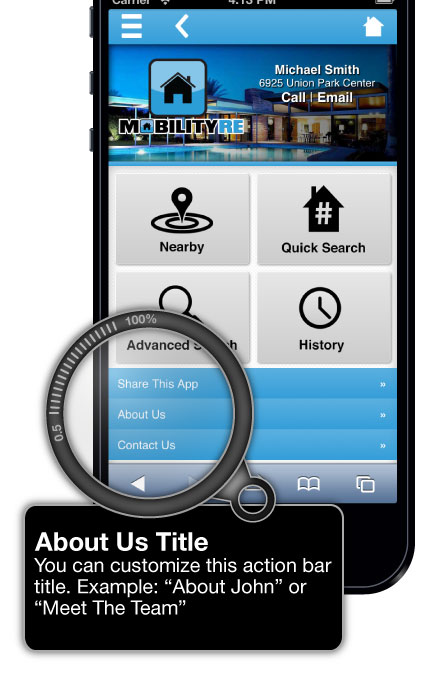 Carrier 4:13 PM
Michael Smith
6925 Union Park Center
Call | Email
MOBILITYRE
Nearby
#
Quick Search
100%
0.5
Advanced Search
History
Share This App »
About Us »
Contact Us »
About Us Title
You can customize this action bar
title. Example: “About John” or
“Meet The Team”